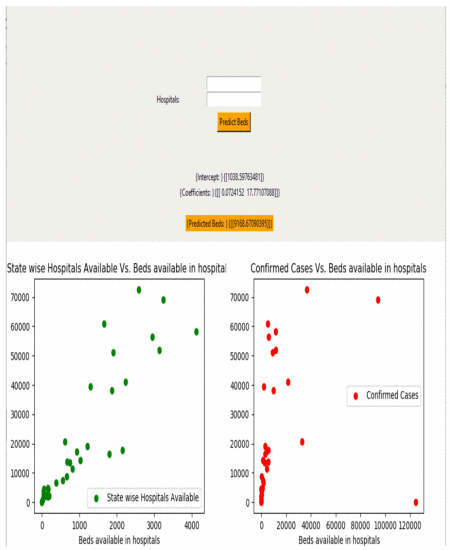 Hospitals:
Predict Beds
{Intercept: } {[1038.59763481]}
{Coefficients: } {[[ 0.0724152 17.77107088]]}
{Predicted Beds: } {[[9168.67090395]]}
State wise Hospitals Available Vs. Beds available in hospital
70000
60000
50000
40000
30000
20000
10000
0
State wise Hospitals Available
0 1000 2000 3000 4000
Beds available in hospitals
Confirmed Cases Vs. Beds available in hospitals
70000
60000
50000
40000
30000
20000
10000
0
Confirmed Cases
0 20000 40000 60000 80000 100000 120000
Beds available in hospitals